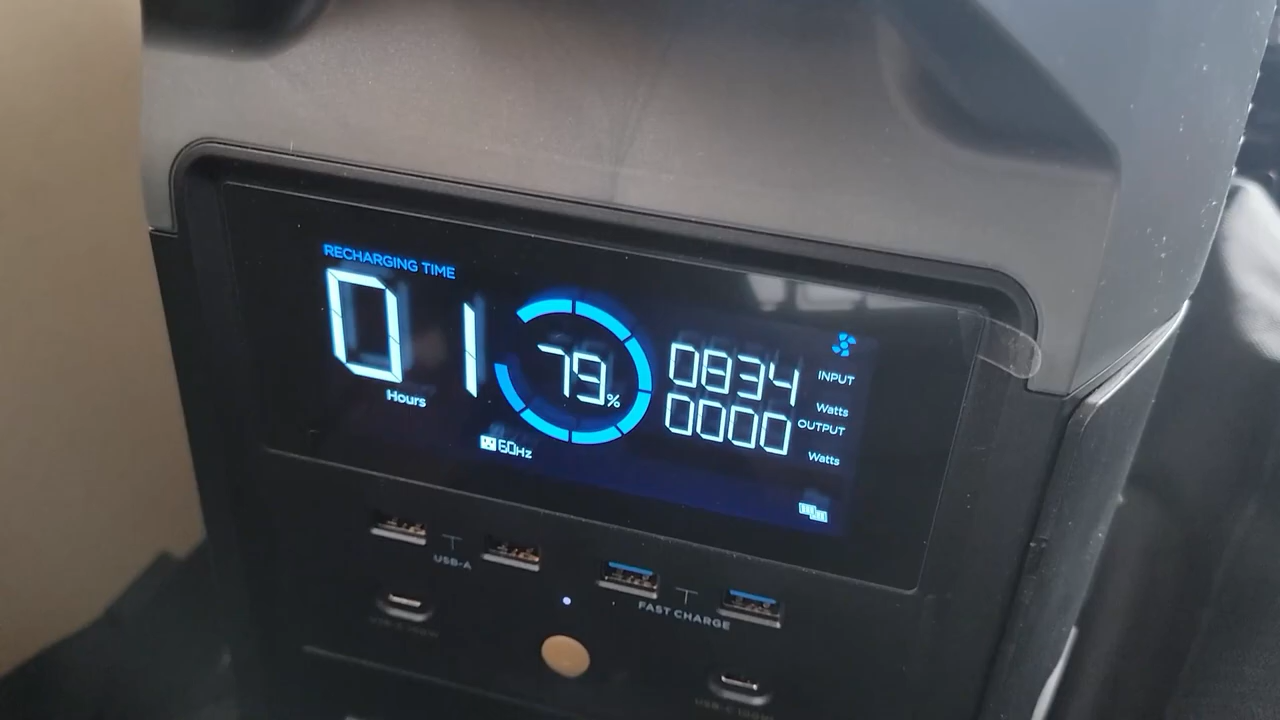 RECHARGING TIME
01
Hours
79%
60Hz
0834 INPUT
Watts
0000 OUTPUT
Watts
USB-A
FAST CHARGE